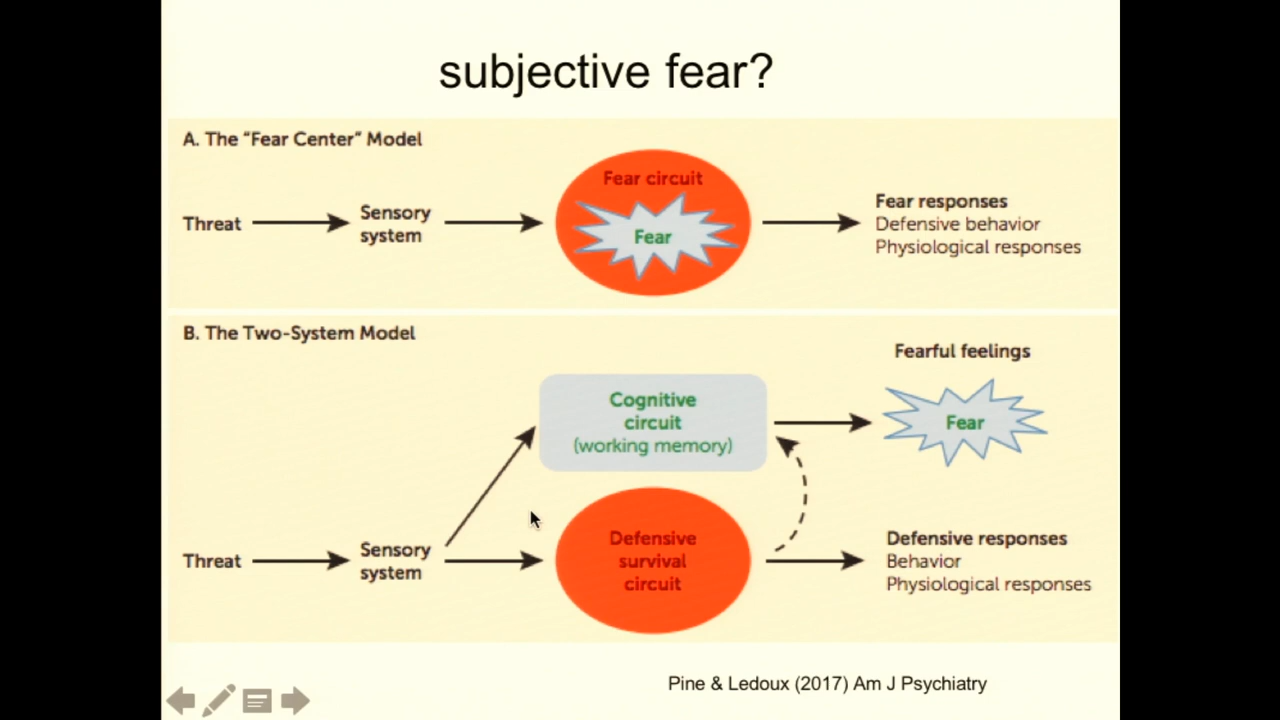 subjective fear?
A. The “Fear Center” Model
Threat
Sensory
system
Fear circuit
Fear
Fear responses
Defensive behavior
Physiological responses
B. The Two-System Model
Threat
Sensory
system
Cognitive
circuit
(working memory)
Fearful feelings
Fear
Defensive
survival
circuit
Defensive responses
Behavior
Physiological responses
Pine & Ledoux (2017) Am J Psychiatry